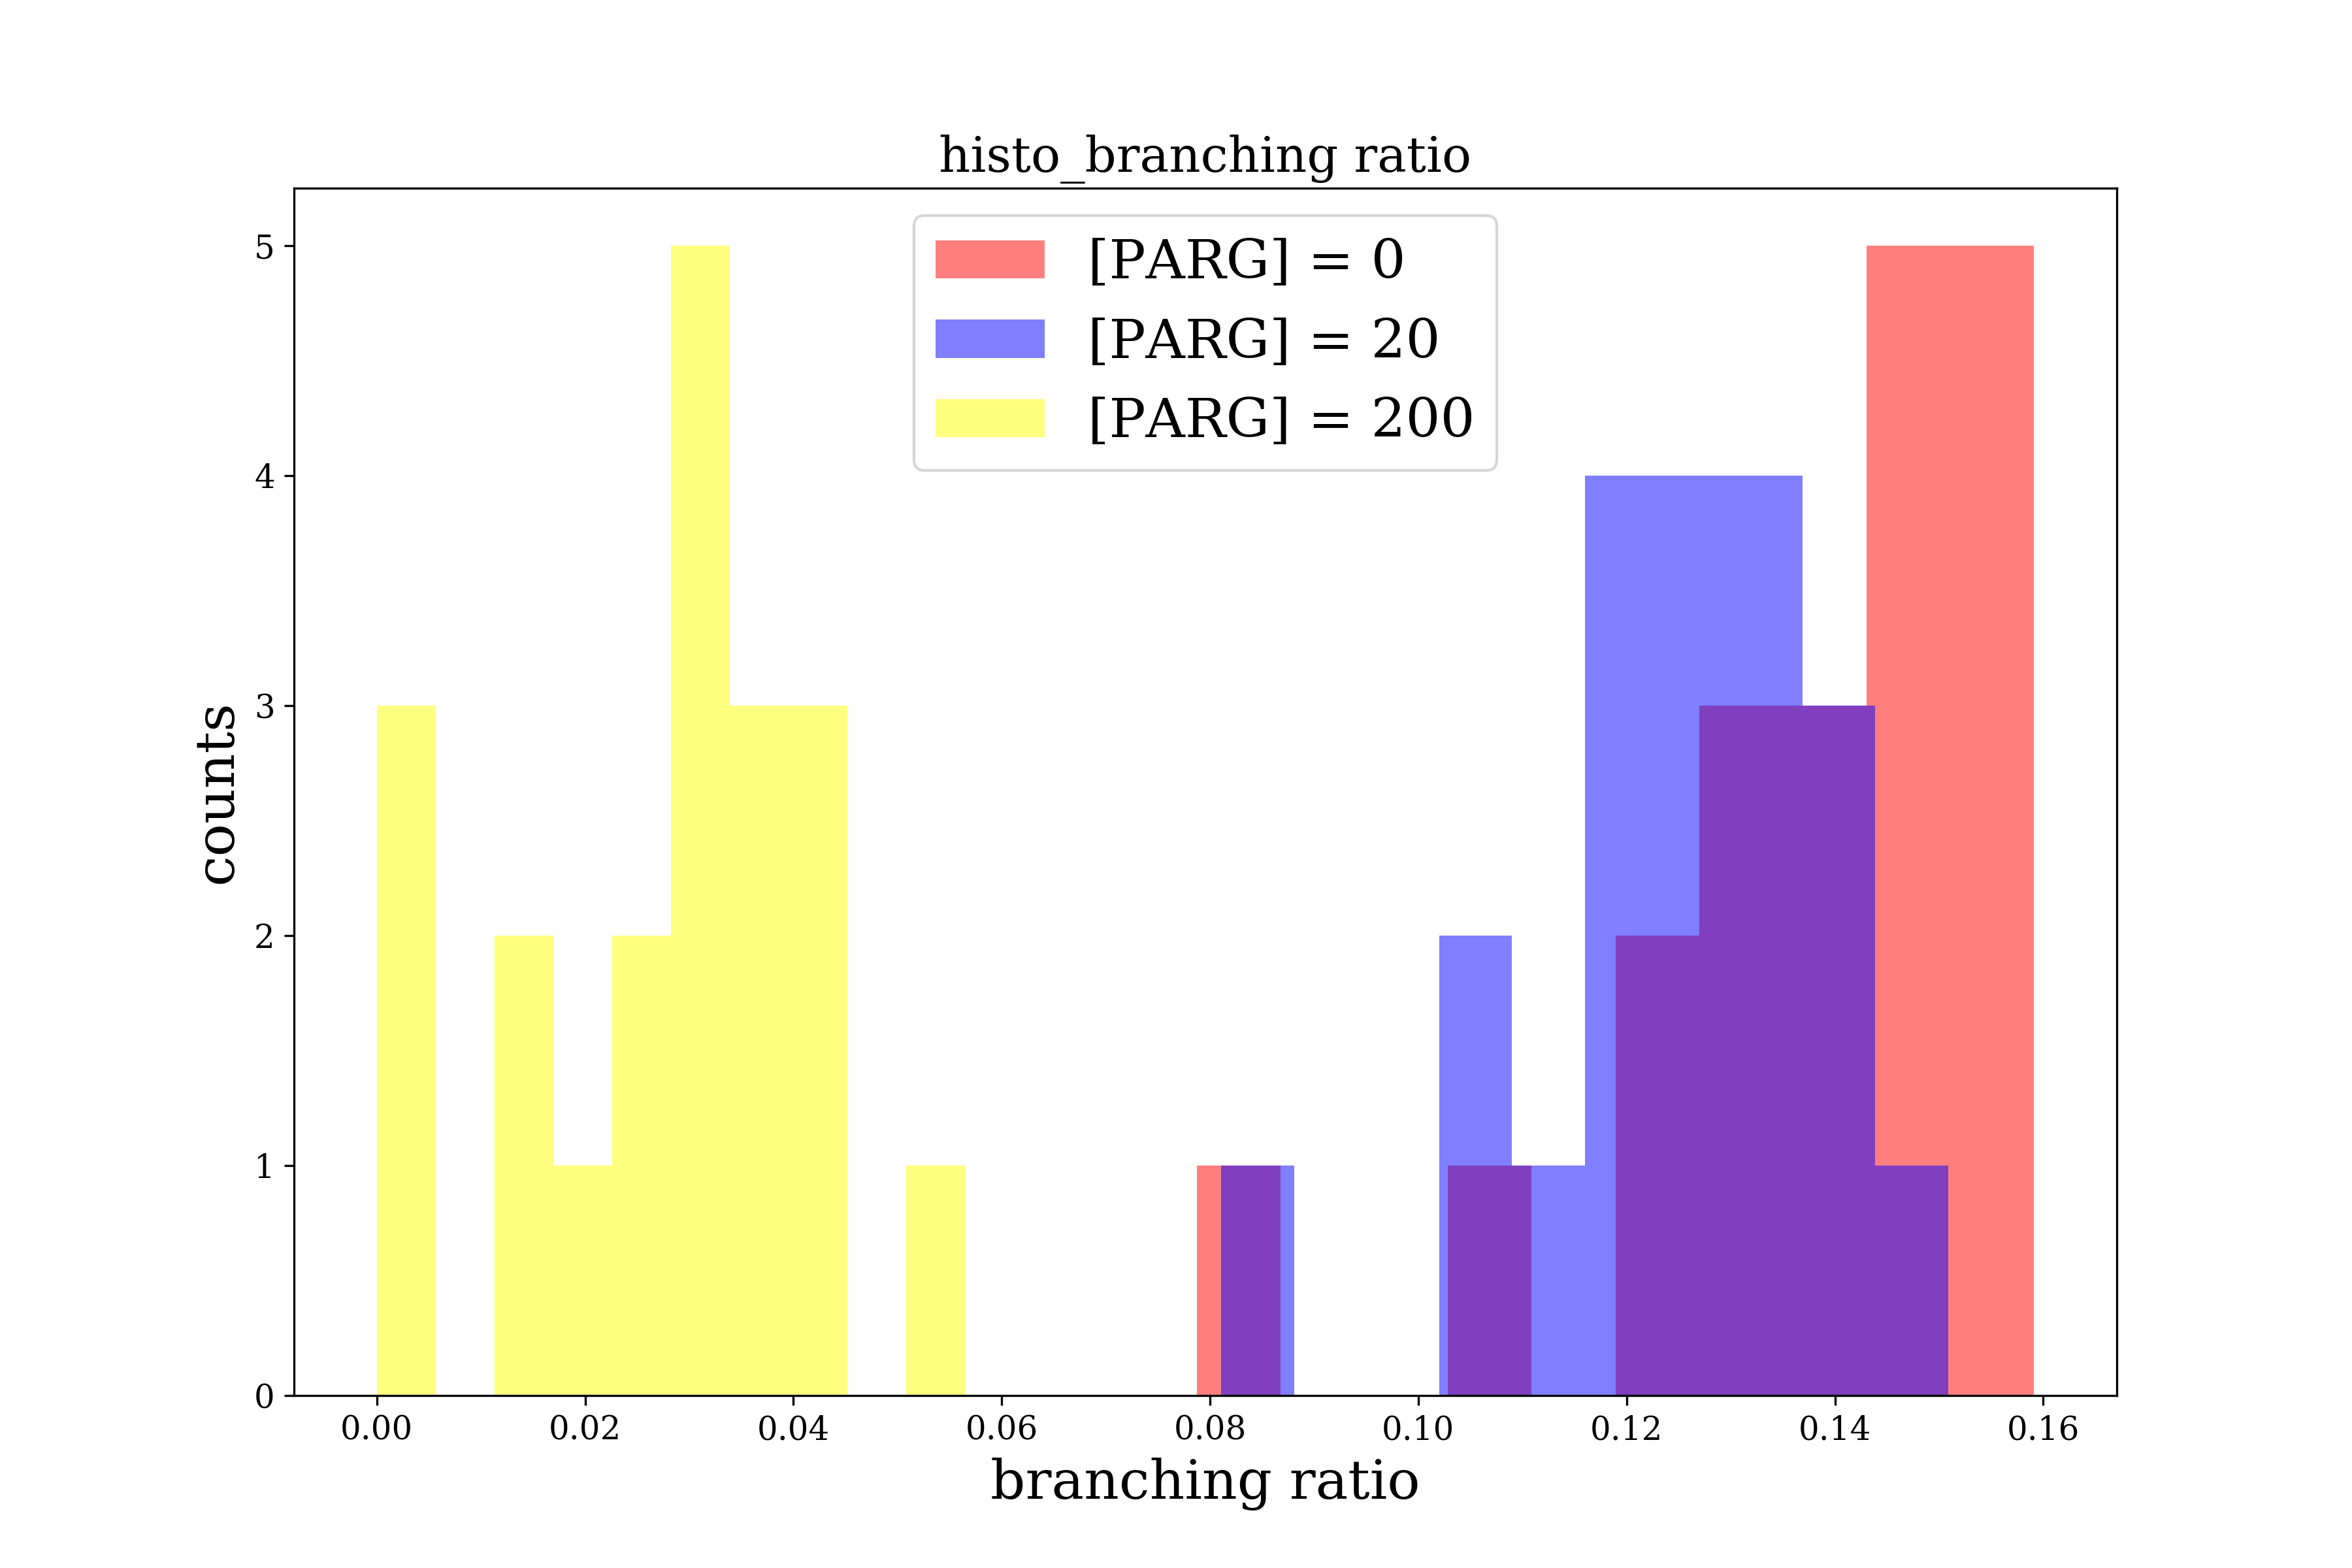 histo_branching ratio
[PARG] = 0
[PARG] = 20
[PARG] = 200
5
4
3
2
1
0
counts
0.00 0.02 0.04 0.06 0.08 0.10 0.12 0.14 0.16
branching ratio